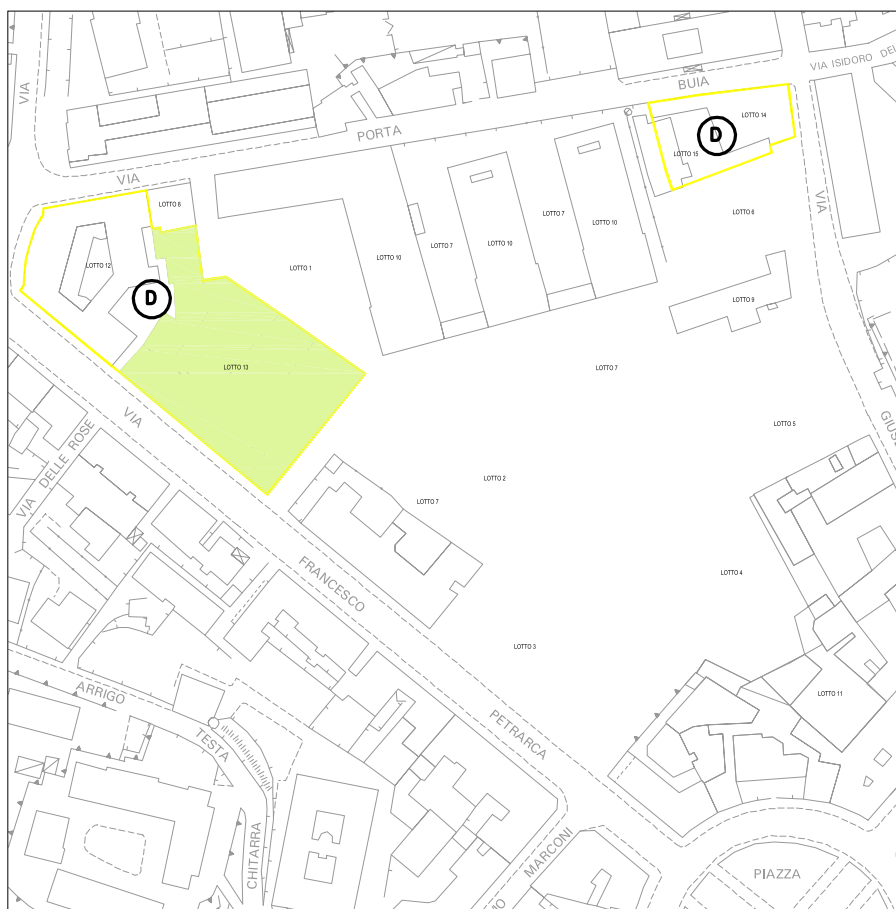 VIA
VIA ISIDORO DEL
BUIA
PORTA
VIA
LOTTO 14
D
LOTTO 15
LOTTO 8
VIA
LOTTO 6
LOTTO 7
LOTTO 10
LOTTO 7
LOTTO 10
LOTTO 10
LOTTO 7
LOTTO 12
LOTTO 1
D
LOTTO 9
LOTTO 13
LOTTO 7
VIA
LOTTO 5
GIUS
VIA DELLE ROSE
LOTTO 2
LOTTO 7
FRANCESCO
LOTTO 4
LOTTO 3
ARRIGO
TESTA
LOTTO 11
PETRARCA
CHITARRA
MARCONI
MO
PIAZZA